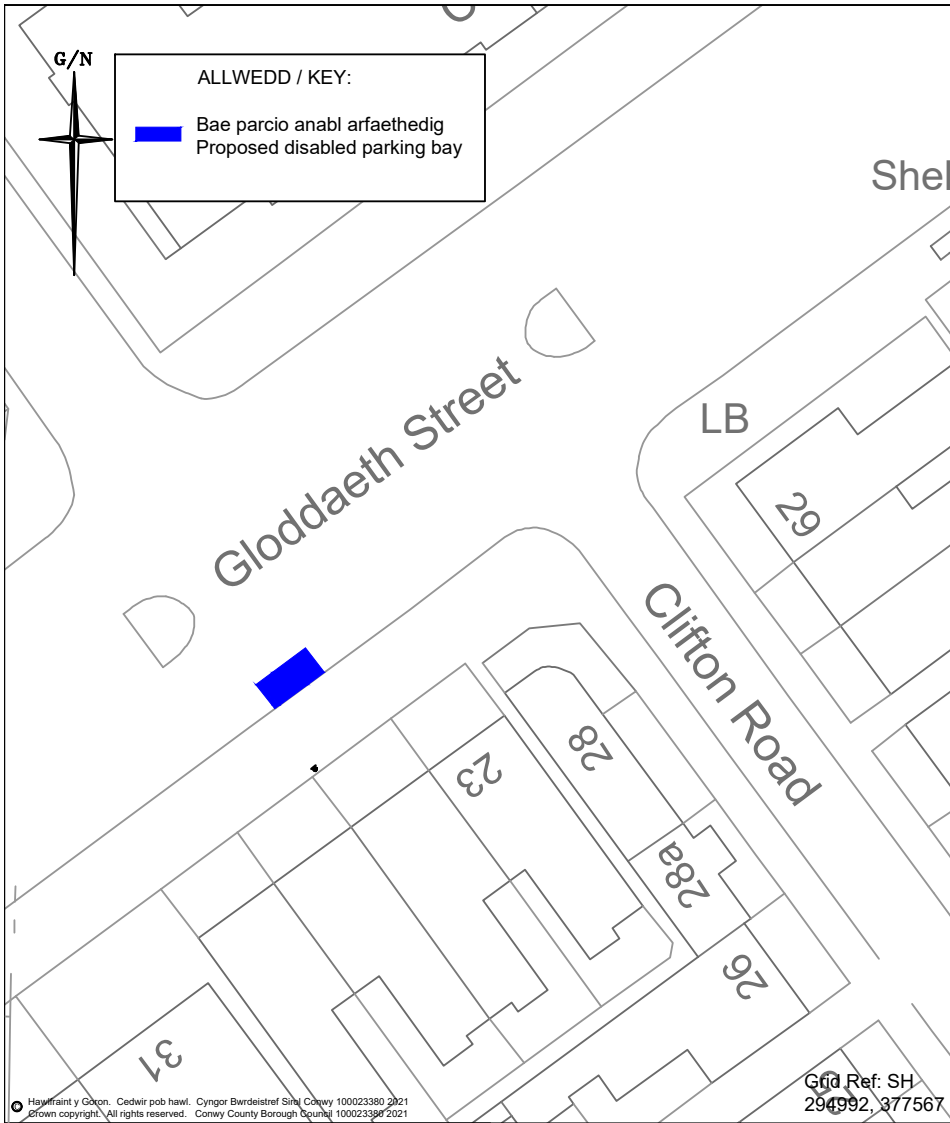 G/N
ALLWEDD / KEY:
Bae parcio anabl arfaethedig
Proposed disabled parking bay
Shel
Gloddaeth Street
LB
29
Clifton Road
23
28
28a
26
31
25
Grid Ref: SH
294992, 377567
© Hawlfraint y Goron. Cedwir pob hawl. Cyngor Bwrdeistref Sirol Conwy 100023380 2021
Crown copyright. All rights reserved. Conwy County Borough Council 100023380 2021